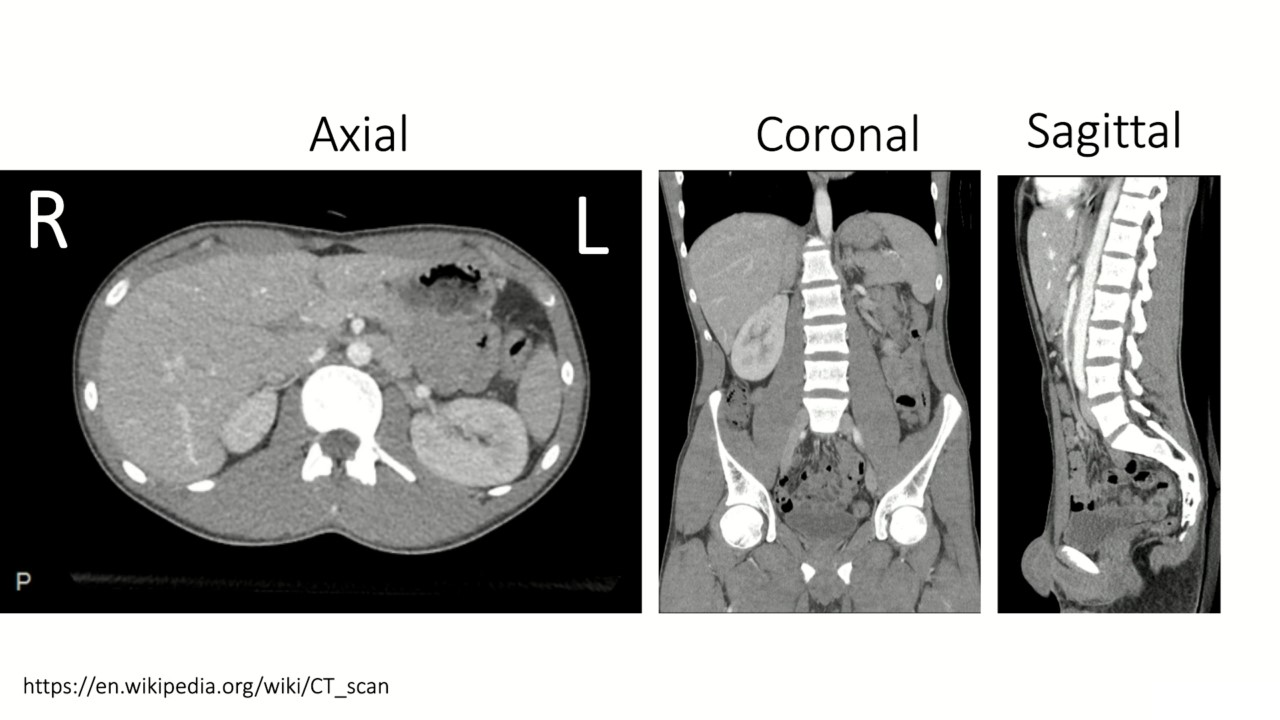 Axial
Coronal
Sagittal
R
L
P
https://en.wikipedia.org/wiki/CT_scan